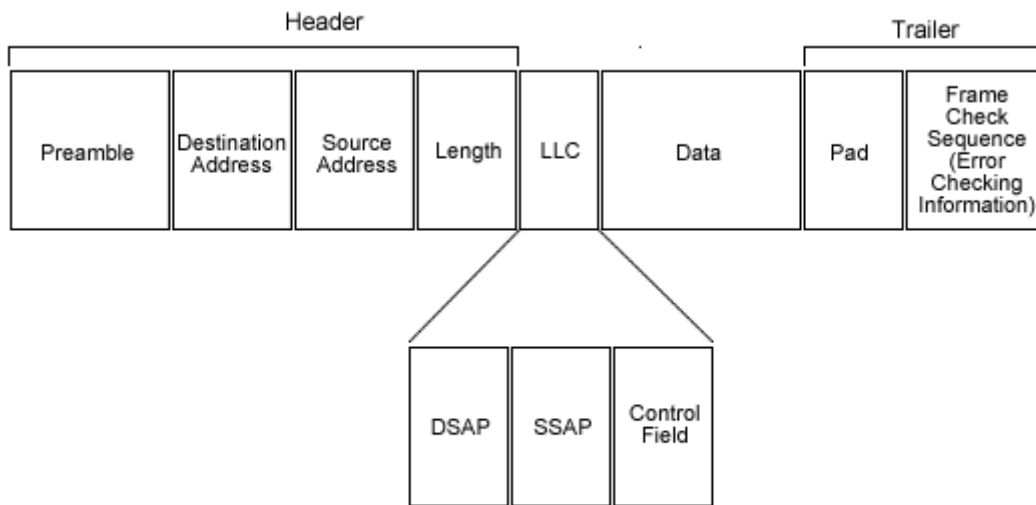 Header
Trailer
Preamble
Destination
Address
Source
Address
Length
LLC
Data
Pad
Frame
Check
Sequence
(Error
Checking
Information)
DSAP
SSAP
Control
Field